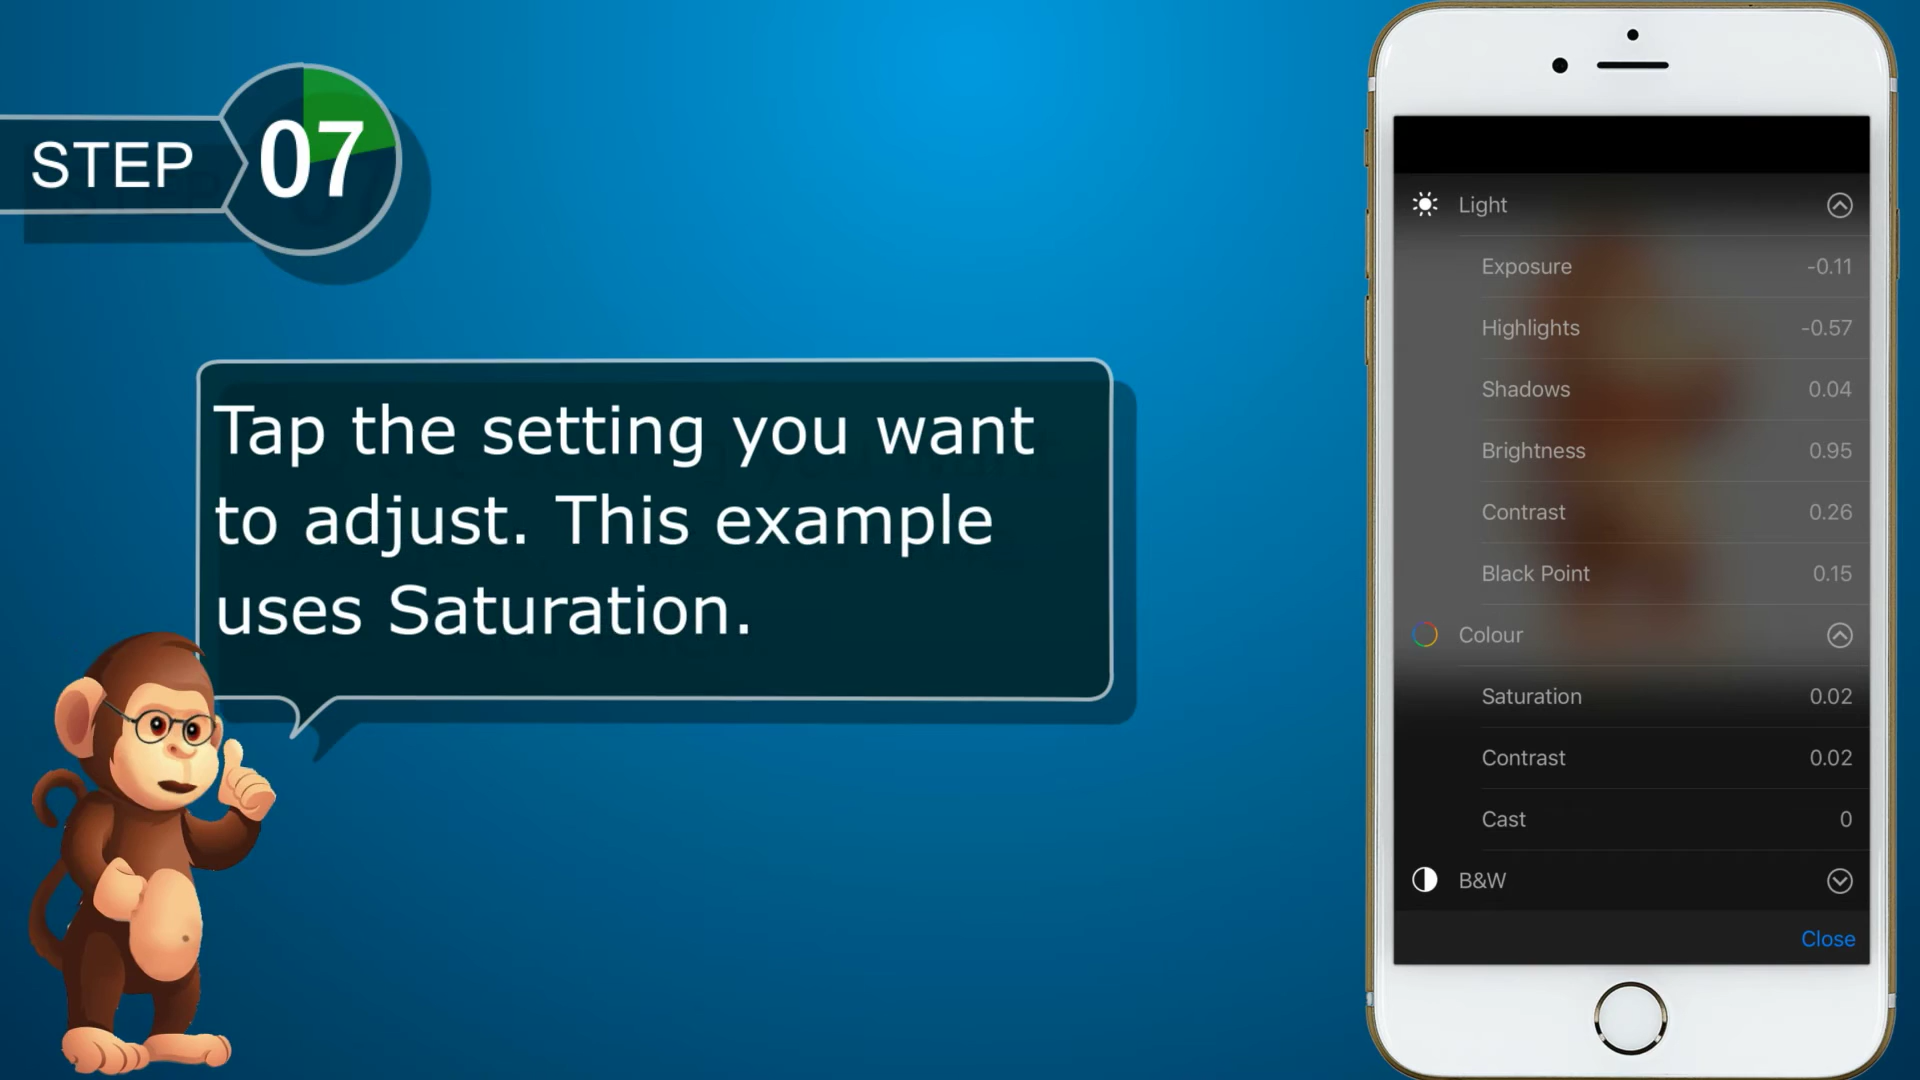 STEP 07
Tap the setting you want
to adjust. This example
uses Saturation.
Light
Exposure -0.11
Highlights -0.57
Shadows 0.04
Brightness 0.95
Contrast 0.26
Black Point 0.15
Colour
Saturation 0.02
Contrast 0.02
Cast 0
B&W
Close